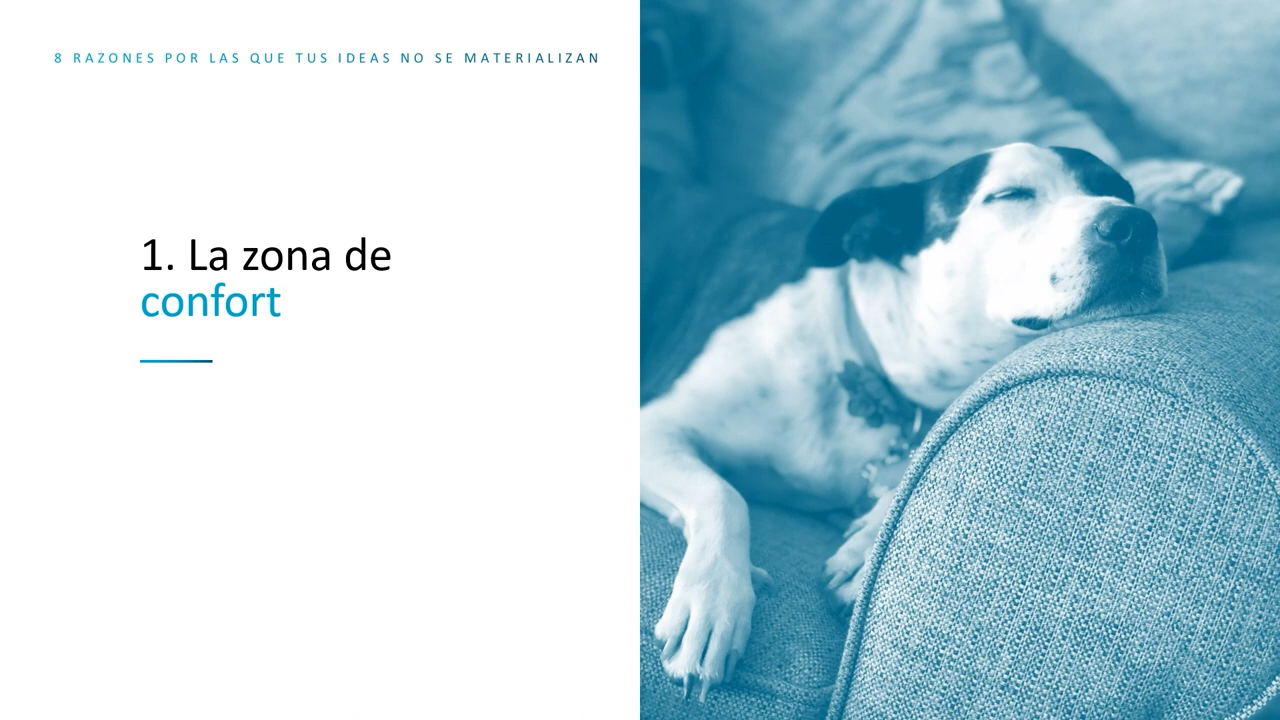 8 RAZONES POR LAS QUE TUS IDEAS NO SE MATERIALIZAN
1. La zona de
confort